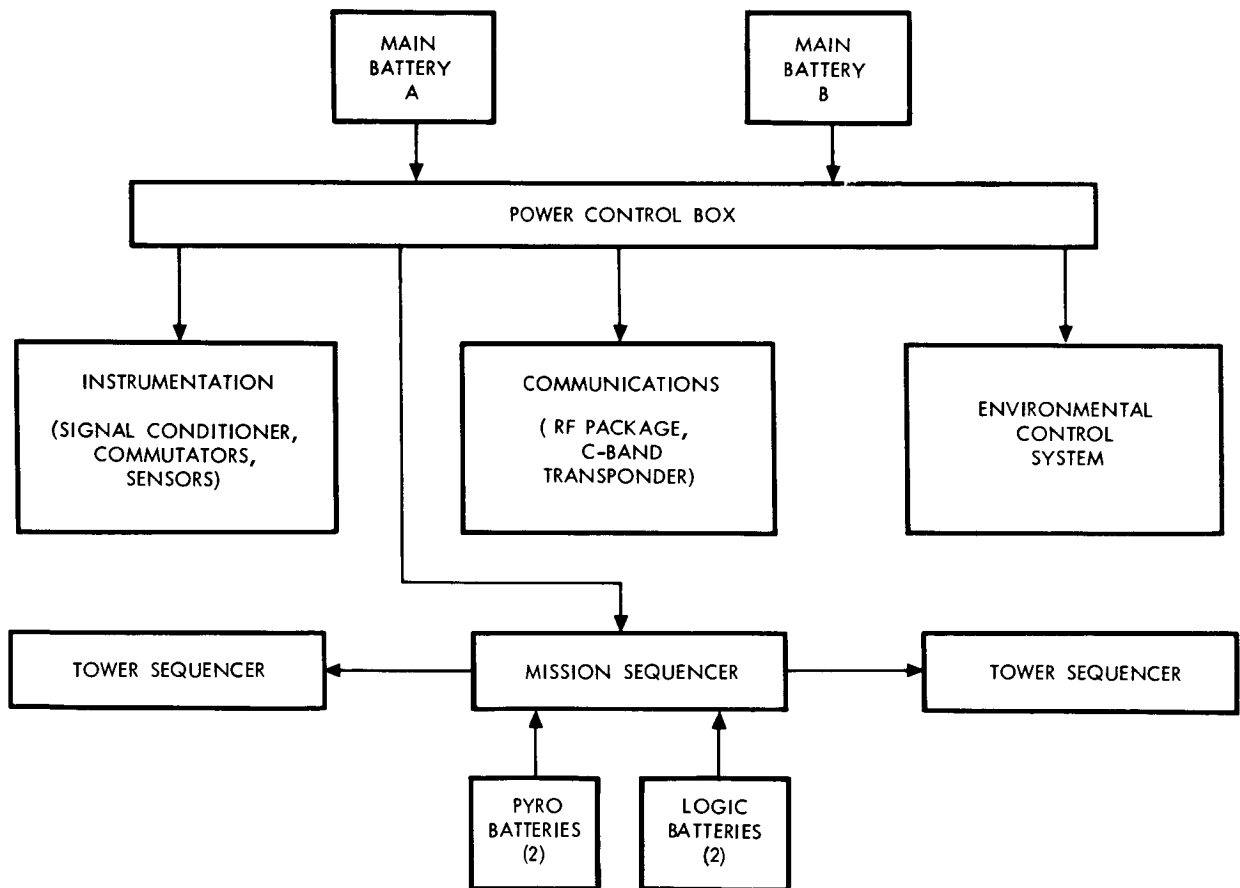 MAIN
BATTERY
A
MAIN
BATTERY
B
POWER CONTROL BOX
INSTRUMENTATION
(SIGNAL CONDITIONER,
COMMUTATORS,
SENSORS)
COMMUNICATIONS
( RF PACKAGE,
C-BAND
TRANSPONDER)
ENVIRONMENTAL
CONTROL
SYSTEM
TOWER SEQUENCER
MISSION SEQUENCER
TOWER SEQUENCER
PYRO
BATTERIES
(2)
LOGIC
BATTERIES
(2)